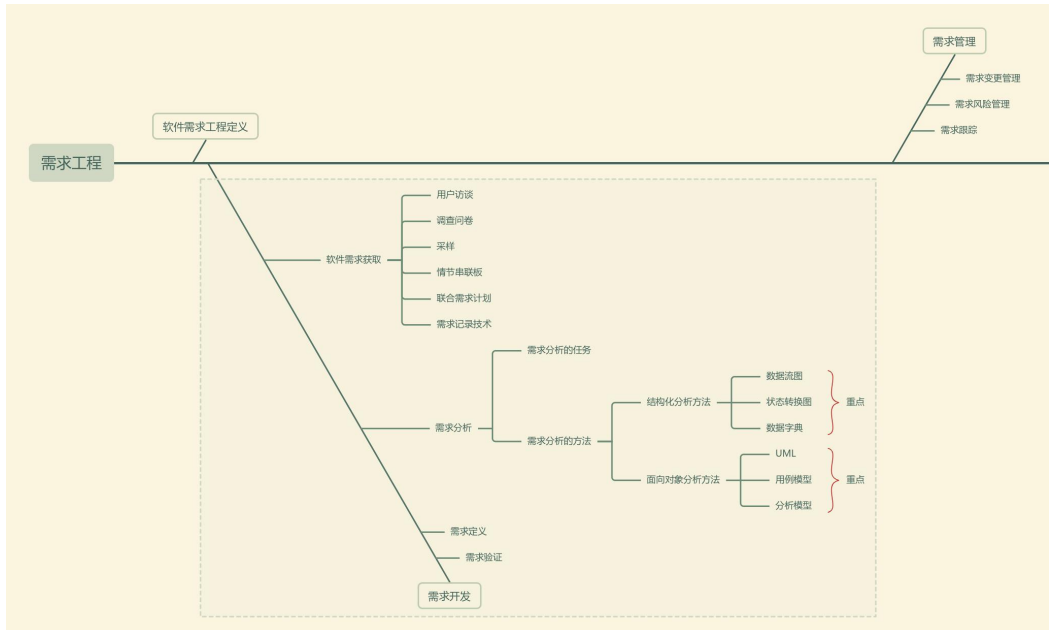 需求管理
需求变更管理
需求风险管理
需求跟踪
软件需求工程定义
需求工程
软件需求获取
用户访谈
调查问卷
采样
情节串联板
联合需求计划
需求记录技术
需求分析
需求分析的任务
需求分析的方法
结构化分析方法
数据流图
状态转换图
数据字典
重点
面向对象分析方法
UML
用例模型
分析模型
重点
需求定义
需求验证
需求开发